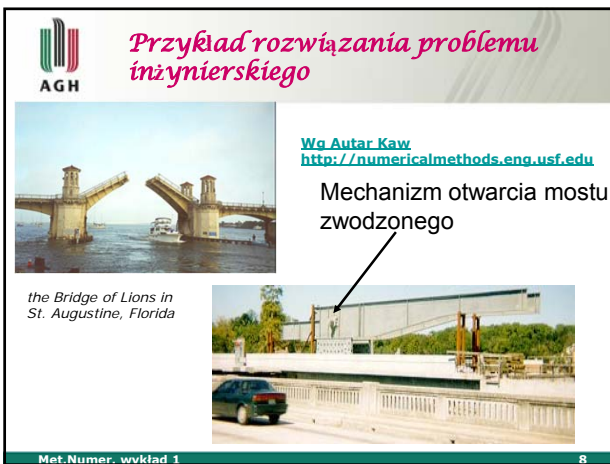 AGH
Przykład rozwiązania problemu
inżynierskiego
Wg Autar Kaw
http://numericalmethods.eng.usf.edu
Mechanizm otwarcia mostu
zwodzonego
the Bridge of Lions in
St. Augustine, Florida
Met.Numer. wykład 1
8